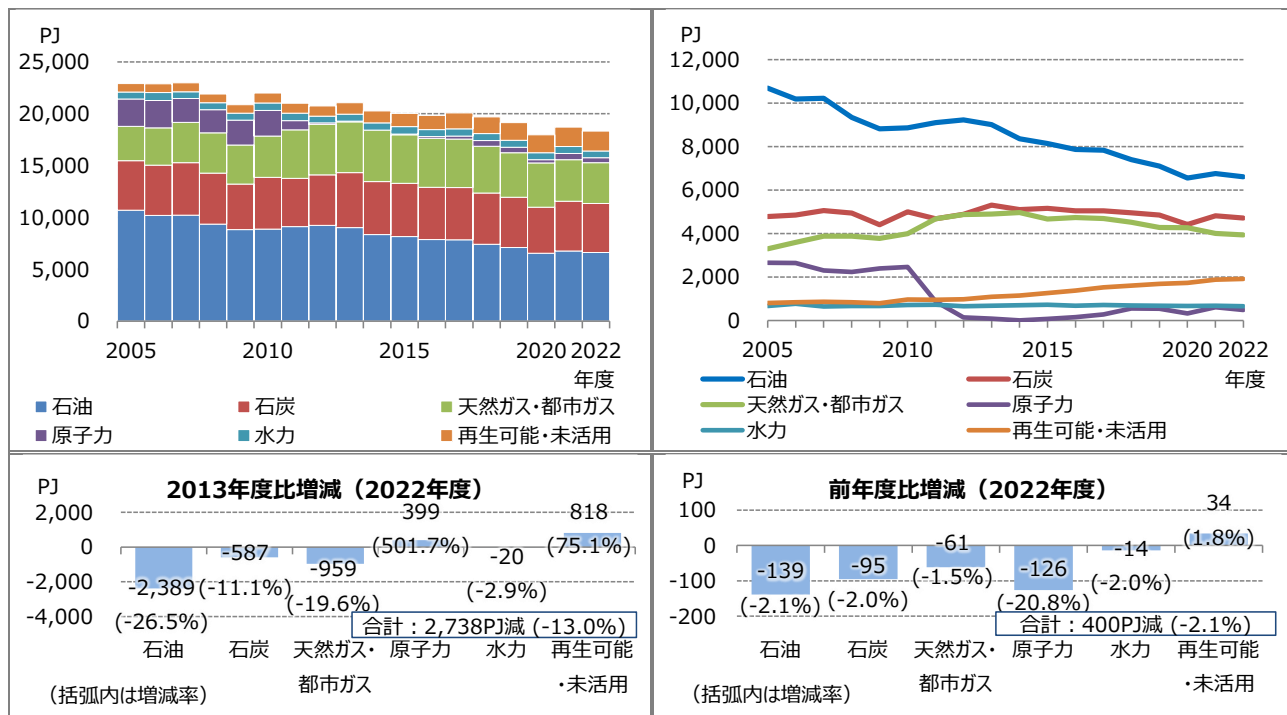 PJ
25,000
20,000
15,000
10,000
5,000
0
2005
2010
2015
2020
2022
年度
石油
石炭
天然ガス・都市ガス
原子力
水力
再生可能・未活用
PJ
12,000
10,000
8,000
6,000
4,000
2,000
0
2005
2010
2015
2020
2022
年度
石油
石炭
天然ガス・都市ガス
原子力
水力
再生可能・未活用
PJ
2013年度比増減（2022年度）
2,000
0
-2,000
-4,000
-2,389
(-26.5%)
-587
(-11.1%)
-959
(-19.6%)
399
(501.7%)
-20
(-2.9%)
818
(75.1%)
合計：2,738PJ減 (-13.0%)
石油
石炭
天然ガス・
都市ガス
原子力
水力
再生可能
・未活用
（括弧内は増減率）
PJ
前年度比増減（2022年度）
100
0
-100
-200
-139
(-2.1%)
-95
(-2.0%)
-61
(-1.5%)
-126
(-20.8%)
-14
(-2.0%)
34
(1.8%)
合計：400PJ減 (-2.1%)
石油
石炭
天然ガス・
都市ガス
原子力
水力
再生可能
・未活用
（括弧内は増減率）